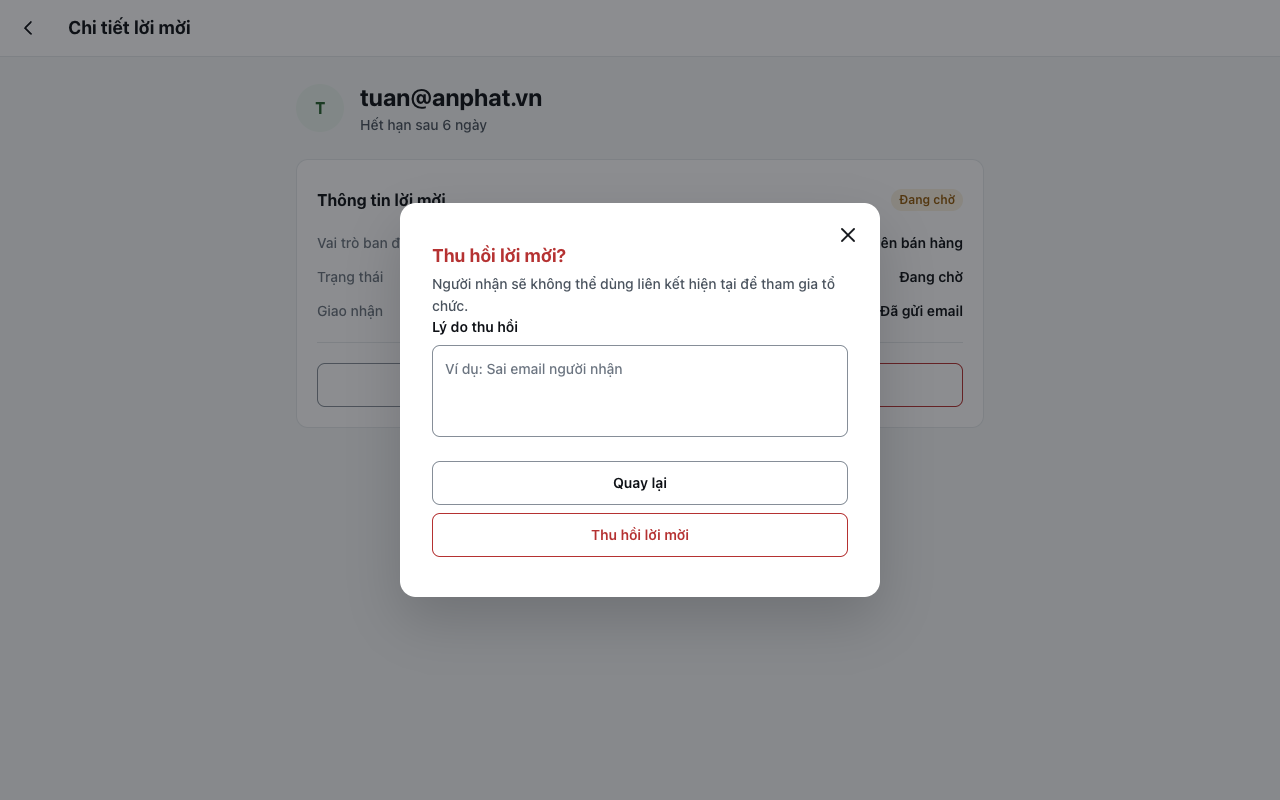 Chi tiết lời mời
T
tuan@anphat.vn
Hết hạn sau 6 ngày
Thông tin lời mời
Đang chờ
Vai trò ban
bán hàng
Trạng thái
Đang chờ
Giao nhận
Đã gửi email
Thu hồi lời mời?
Người nhận sẽ không thể dùng liên kết hiện tại để tham gia tổ
chức.
Lý do thu hồi
Ví dụ: Sai email người nhận
Quay lại
Thu hồi lời mời